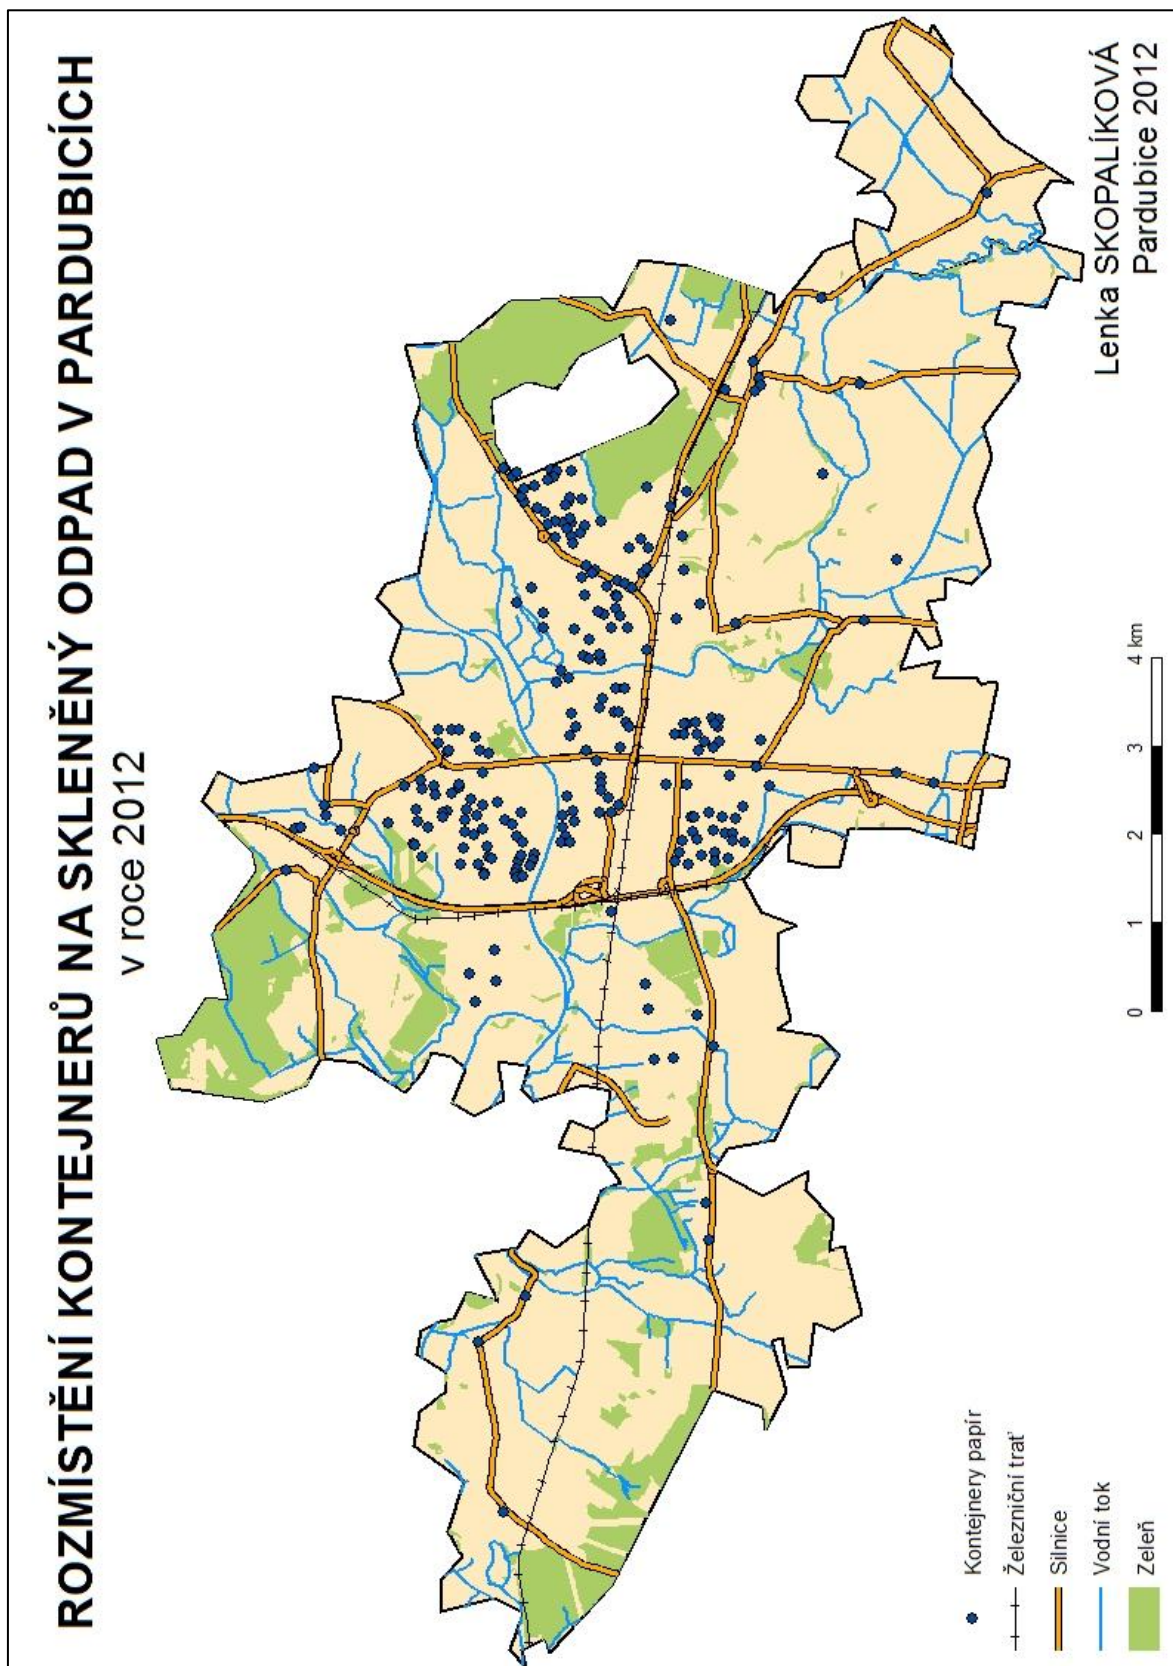 ROZMÍSTĚNÍ KONTEJNERŮ NA SKLENĚNÝ ODPAD V PARDUBICÍCH
v roce 2012
Kontejnery papír
Železniční trať
Silnice
Vodní tok
Zeleň
0 1 2 3 4 km
Lenka SKOPALÍKOVÁ
Pardubice 2012